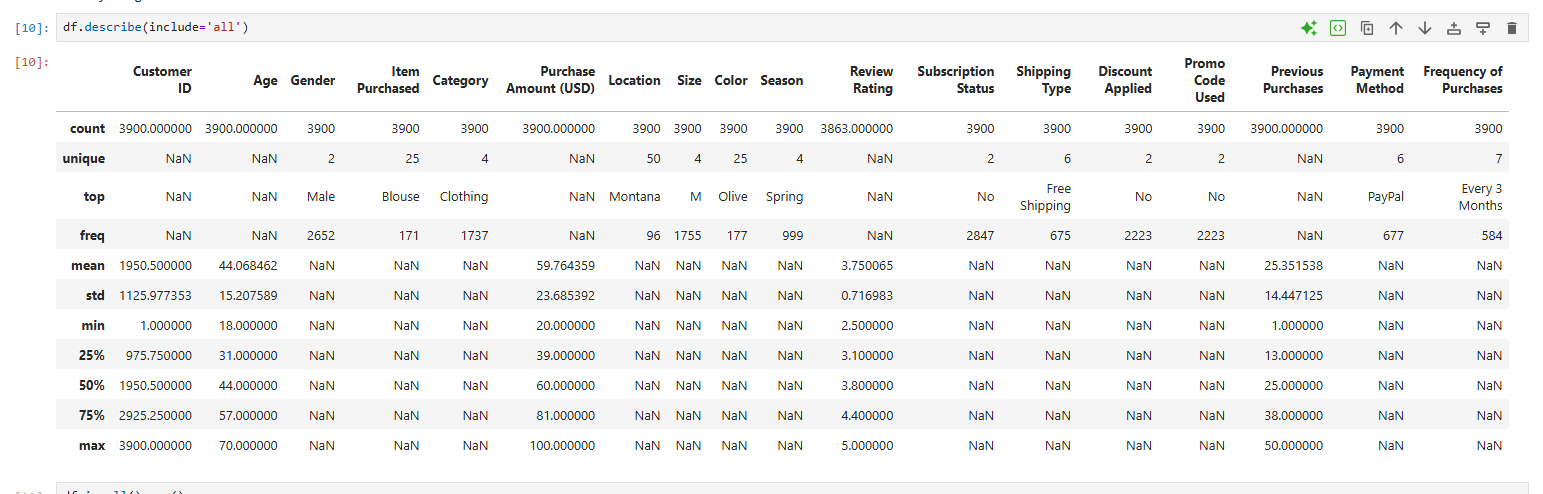 [10]: df.describe(include='all')
[10]:
Customer ID Age Gender Item Purchased Category Purchase Amount (USD) Location Size Color Season Review Rating Subscription Status Shipping Type Discount Applied Promo Code Used Previous Purchases Payment Method Frequency of Purchases
count 3900.000000 3900.000000 3900 3900 3900 3900.000000 3900 3900 3900 3900 3863.000000 3900 3900 3900 3900 3900.000000 3900 3900
unique NaN NaN 2 25 4 NaN 50 4 25 4 NaN 2 6 2 2 NaN 6 7
top NaN NaN Male Blouse Clothing NaN Montana M Olive Spring NaN No Free Shipping No No NaN PayPal Every 3 Months
freq NaN NaN 2652 171 1737 NaN 96 1755 177 999 NaN 2847 675 2223 2223 NaN 677 584
mean 1950.500000 44.068462 NaN NaN NaN 59.764359 NaN NaN NaN NaN 3.750065 NaN NaN NaN NaN 25.351538 NaN NaN
std 1125.977353 15.207589 NaN NaN NaN 23.685392 NaN NaN NaN NaN 0.716983 NaN NaN NaN NaN 14.447125 NaN NaN
min 1.000000 18.000000 NaN NaN NaN 20.000000 NaN NaN NaN NaN 2.500000 NaN NaN NaN NaN 1.000000 NaN NaN
25% 975.750000 31.000000 NaN NaN NaN 39.000000 NaN NaN NaN NaN 3.100000 NaN NaN NaN NaN 13.000000 NaN NaN
50% 1950.500000 44.000000 NaN NaN NaN 60.000000 NaN NaN NaN NaN 3.800000 NaN NaN NaN NaN 25.000000 NaN NaN
75% 2925.250000 57.000000 NaN NaN NaN 81.000000 NaN NaN NaN NaN 4.400000 NaN NaN NaN NaN 38.000000 NaN NaN
max 3900.000000 70.000000 NaN NaN NaN 100.000000 NaN NaN NaN NaN 5.000000 NaN NaN NaN NaN 50.000000 NaN NaN